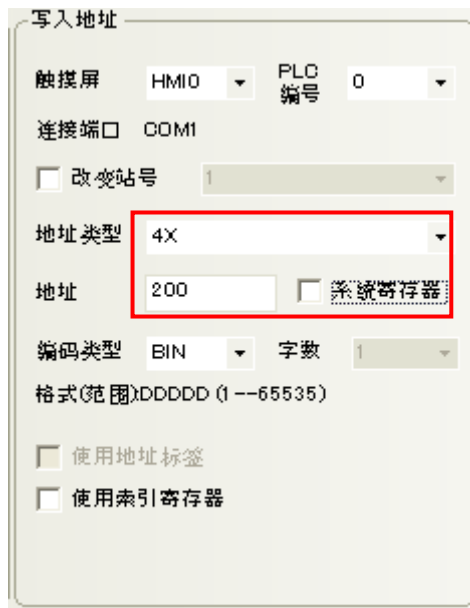 写入地址
触摸屏 HMI0 PLC编号 0
连接端口 COM1
改变站号 1
地址类型 4X
地址 200 系统寄存器
编码类型 BIN 字数 1
格式(范围):DDDDD (1--65535)
使用地址标签
使用索引寄存器